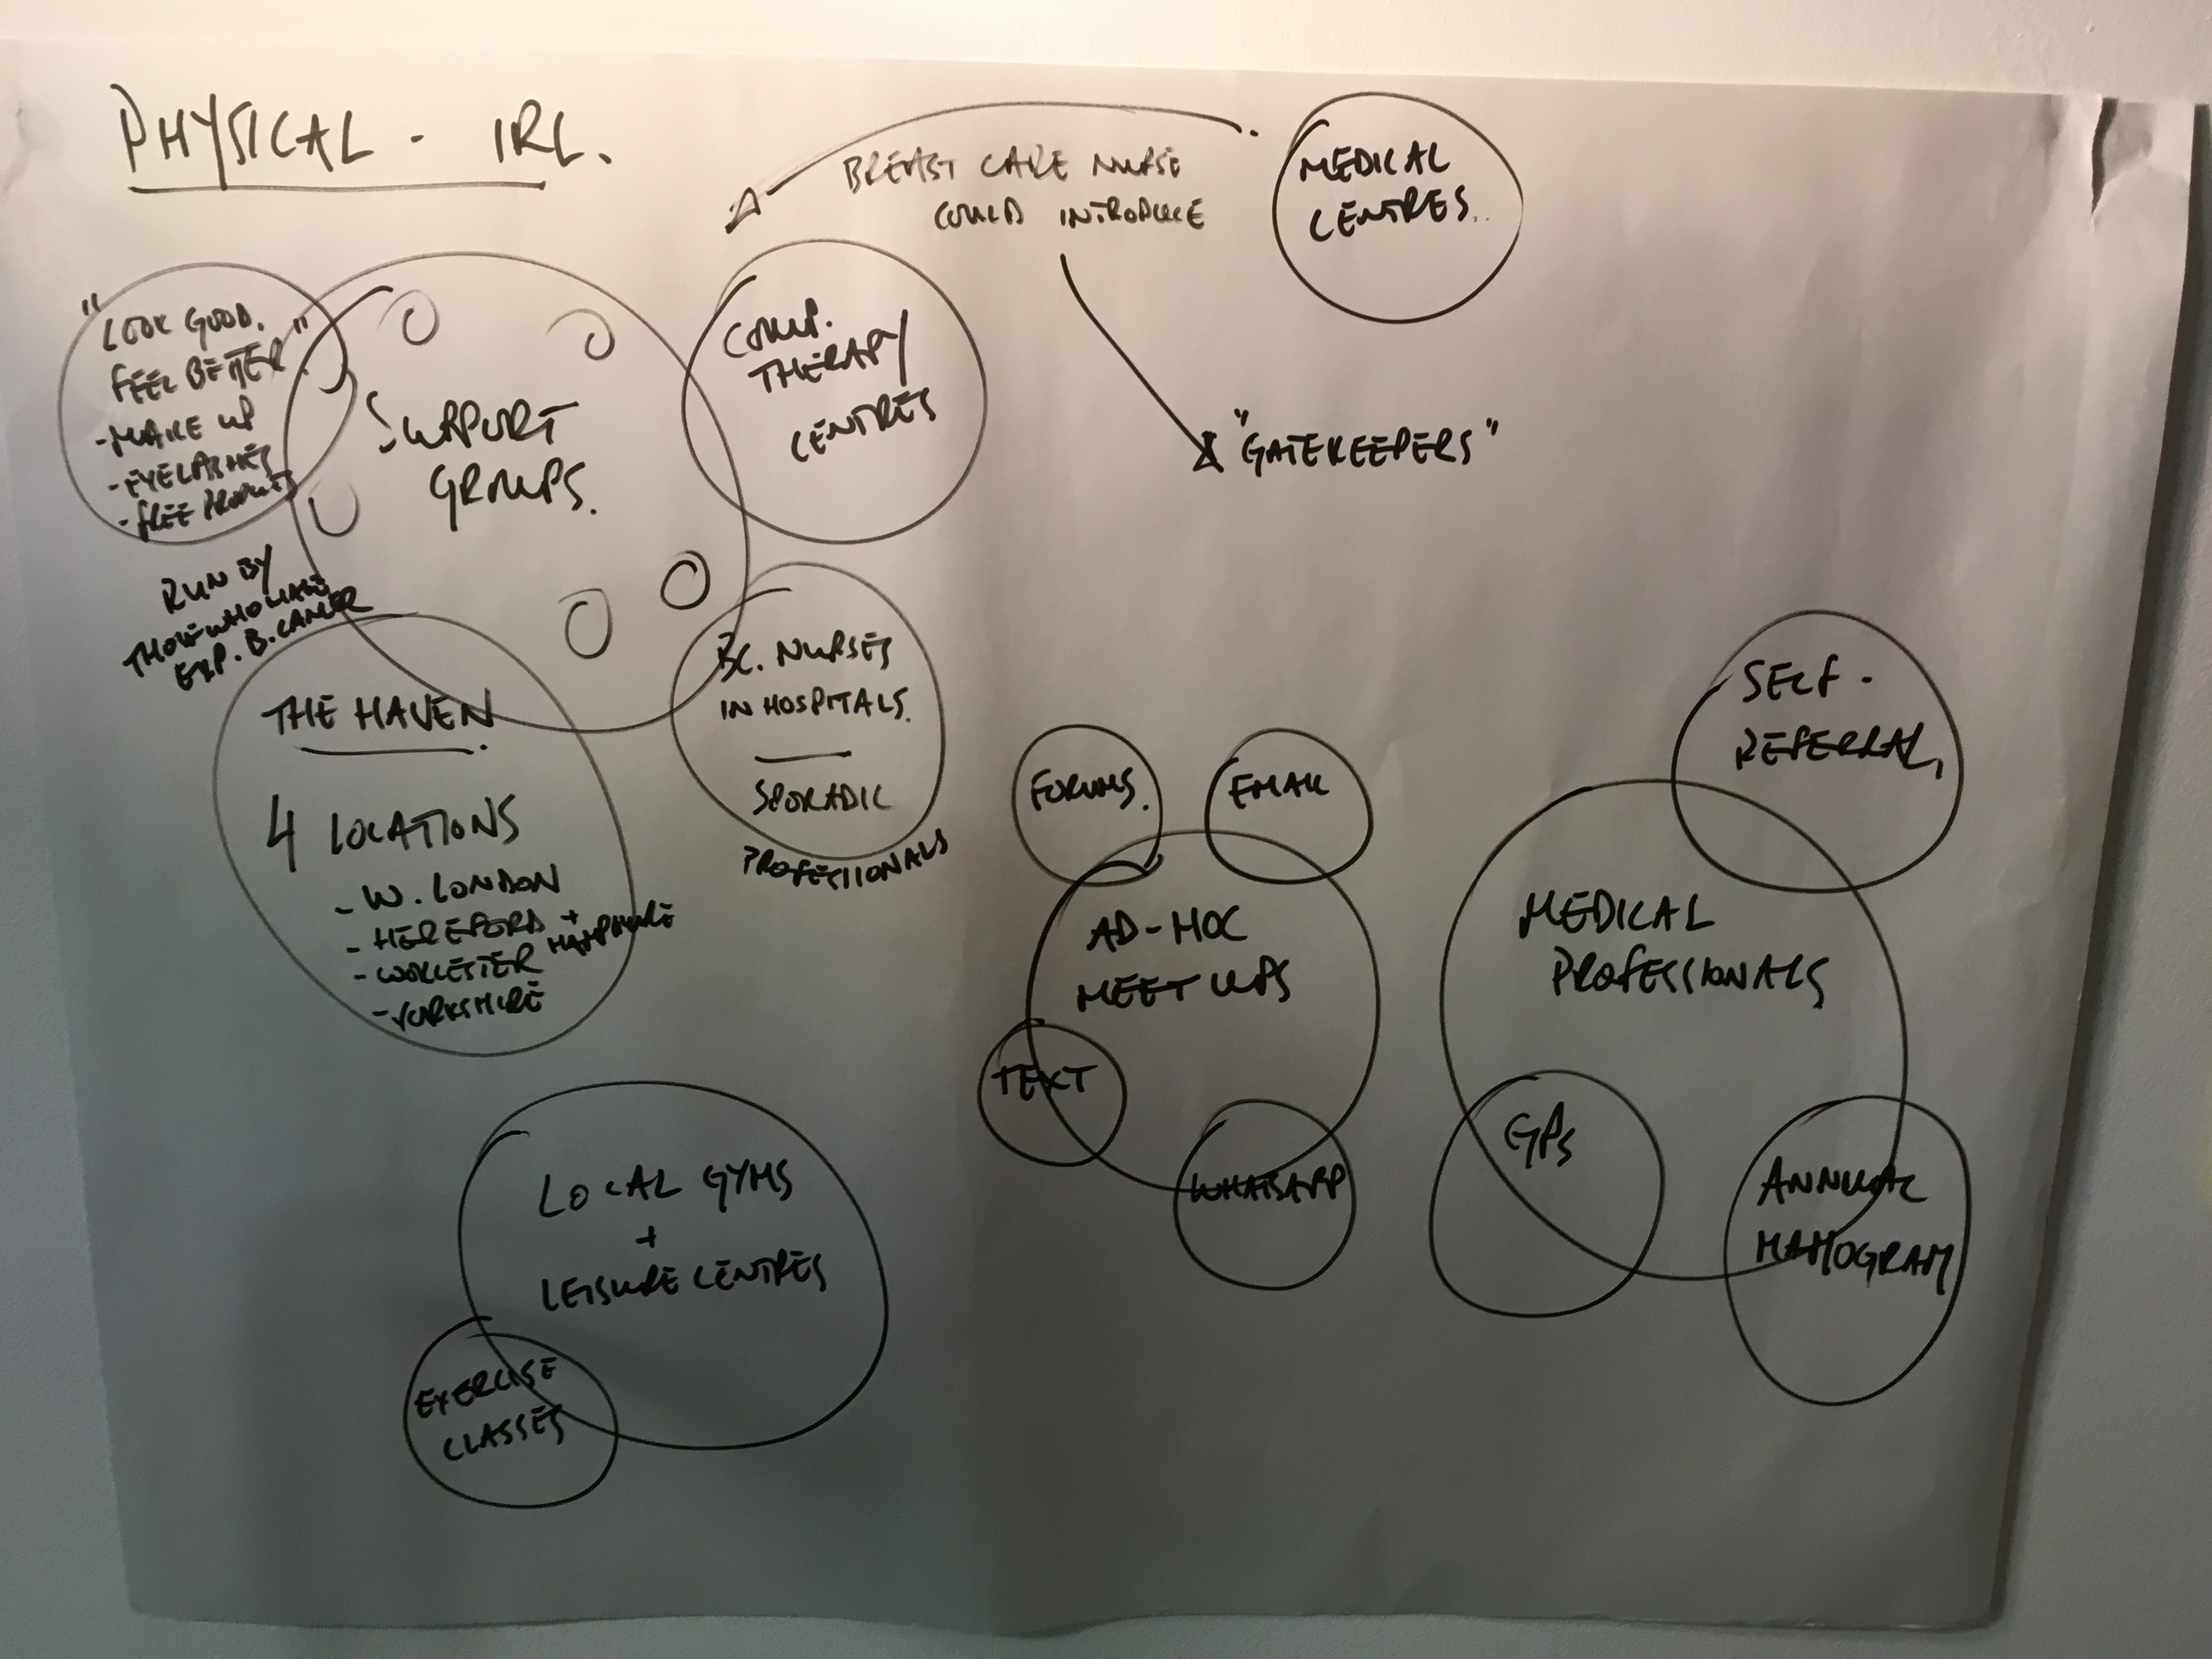 PHYSICAL - IRL.
BREAST CARE NURSE
COULD INTRODUCE
MEDICAL
CENTRES..
"GATEKEEPERS"
"LOOK GOOD.
FEEL BETTER".
- MAKE UP
- EYELASHES
- FREE PRODUCTS
RUN BY
THOSE WHO HAVE
EXP. B. CANCER
SUPPORT
GROUPS.
COMP.
THERAPY
CENTRES
BC. NURSES
IN HOSPITALS.
SPORADIC
PROFESSIONALS
THE HAVEN.
4 LOCATIONS
- W. LONDON
- HEREFORD +
- WORCESTER HAMPSHIRE
- YORKSHIRE
LOCAL GYMS
+
LEISURE CENTRES
EXERCISE
CLASSES
FORUMS.
EMAIL
AD-HOC
MEET UPS
TEXT
WHATSAPP
SELF -
REFERRAL,
MEDICAL
PROFESSIONALS
GPs
ANNUAL
MAMOGRAM